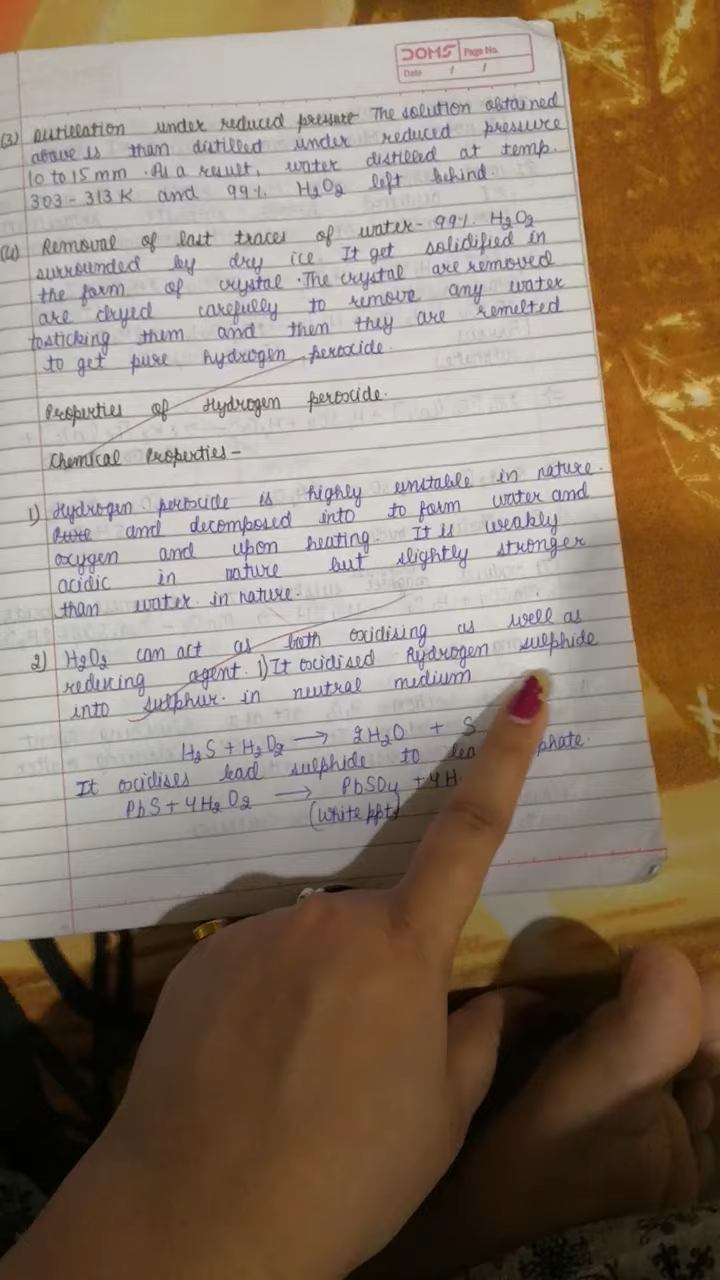 DOMS Page No.
Date / /
(3) Distillation under reduced pressure The solution obtained
above is than distilled under reduced pressure
10 to 15 mm . As a result, water distilled at temp.
303 - 313 K and 99% H₂O₂ left behind.
(4) Removal of last traces of water - 99% H₂O₂
surrounded by dry ice. It get solidified in
the form of crystal . The crystal are removed
are dryed carefully to remove any water
sticking them and then they are remelted
to get pure hydrogen peroxide.
Properties of Hydrogen peroxide.
Chemical Properties -
1) Hydrogen peroxide is highly unstable in nature.
and decomposed into to form water and
oxygen and upon heating. It is weakly
acidic in nature but slightly stronger
than water in nature.
2) H₂O₂ can act as both oxidising as well as
reducing agent. 1) It oxidised Hydrogen sulphide
into sulphur in neutral medium
H₂S + H₂O₂ → 2H₂O + S
It oxidises lead sulphide to lea phate.
PbS + 4H₂O₂ → PbSO₄ + 4H
(white ppt)